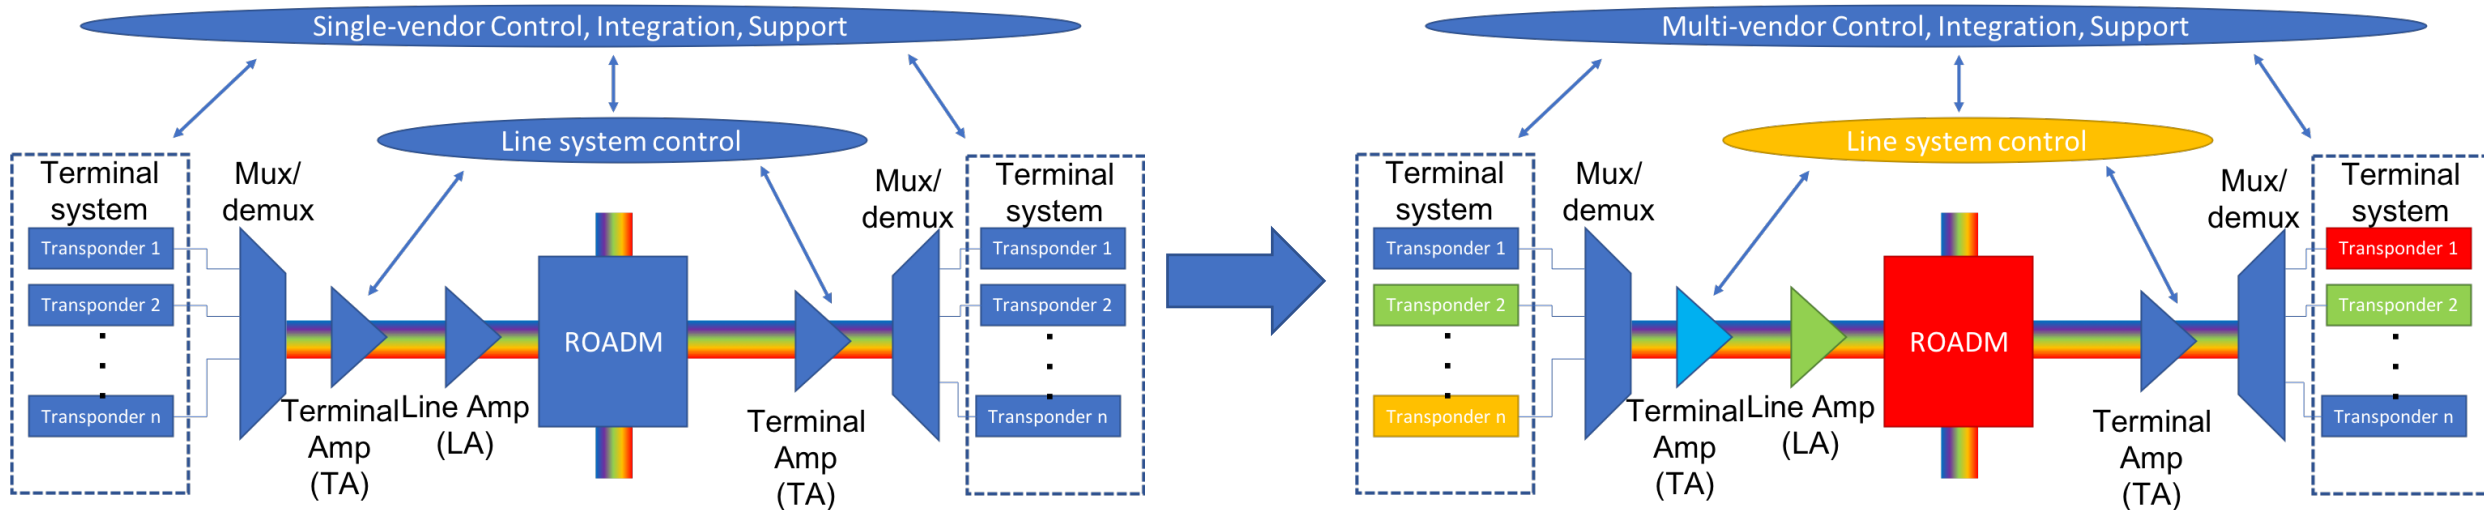 Single-vendor Control, Integration, Support
Line system control
Terminal
system
Transponder 1
Transponder 2
Transponder n
Mux/
demux
Terminal
Amp
(TA)
Line Amp
(LA)
ROADM
Terminal
Amp
(TA)
Mux/
demux
Terminal
system
Transponder 1
Transponder 2
Transponder n
Multi-vendor Control, Integration, Support
Line system control
Terminal
system
Transponder 1
Transponder 2
Transponder n
Mux/
demux
Terminal
Amp
(TA)
Line Amp
(LA)
ROADM
Terminal
Amp
(TA)
Mux/
demux
Terminal
system
Transponder 1
Transponder 2
Transponder n